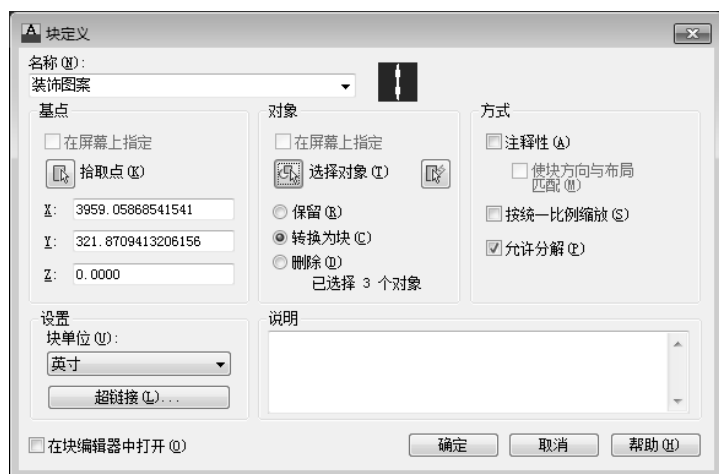 块定义
名称(N):
装饰图案
基点
在屏幕上指定
拾取点(K)
X: 3959.05868541541
Y: 321.8709413206156
Z: 0.0000
对象
在屏幕上指定
选择对象(T)
保留(R)
转换为块(C)
删除(D)
已选择 3 个对象
方式
注释性(A)
使块方向与布局
匹配(M)
按统一比例缩放(S)
允许分解(P)
设置
块单位(U):
英寸
超链接(L)...
说明
在块编辑器中打开(O)
确定
取消
帮助(H)